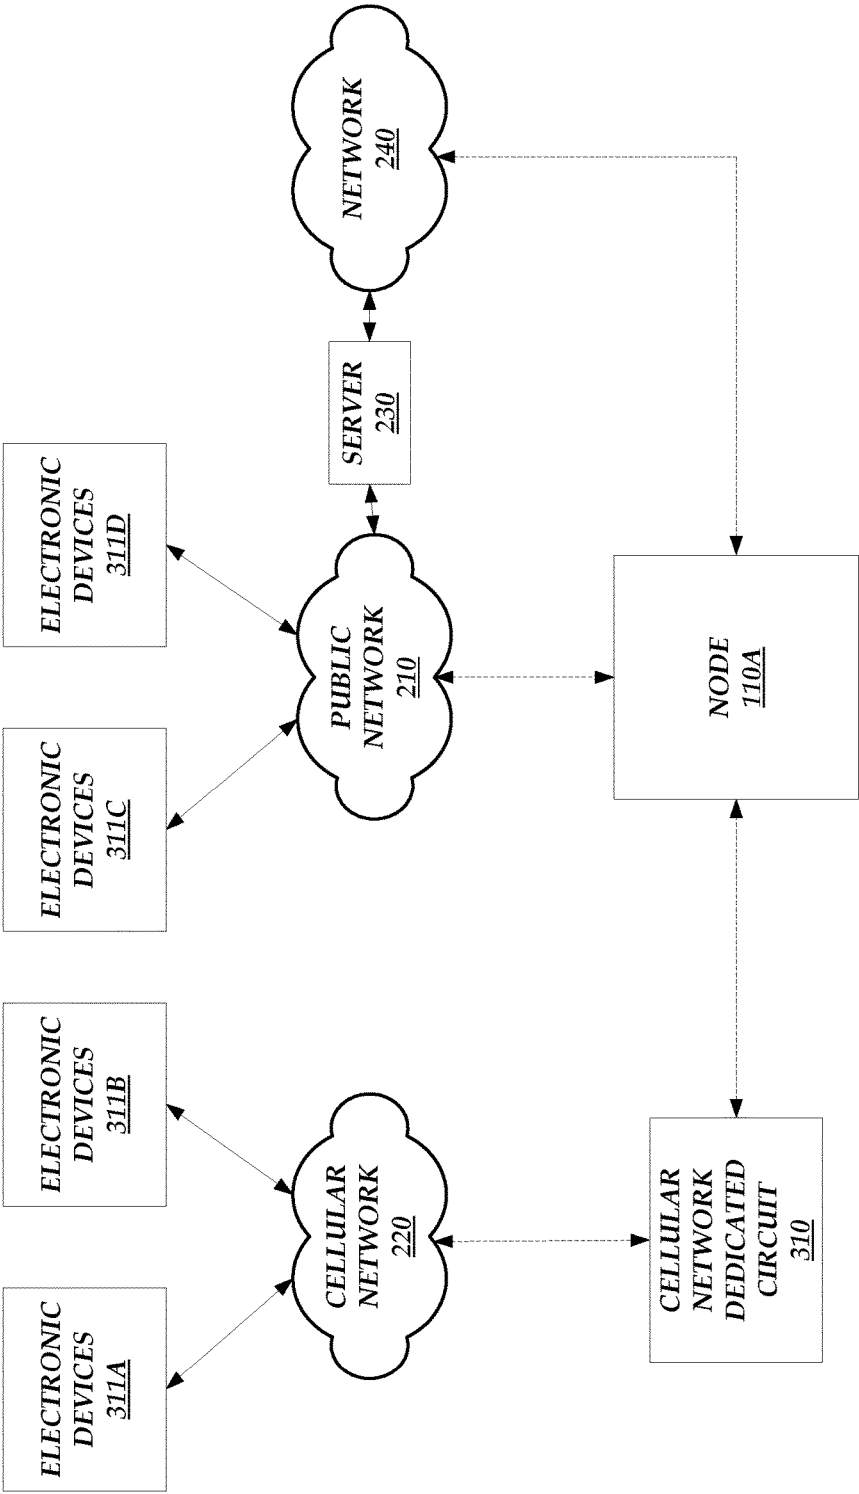 ELECTRONIC
DEVICES
311A
ELECTRONIC
DEVICES
311B
ELECTRONIC
DEVICES
311C
ELECTRONIC
DEVICES
311D
CELLULAR
NETWORK
220
PUBLIC
NETWORK
210
SERVER
230
NETWORK
240
CELLULAR
NETWORK
DEDICATED
CIRCUIT
310
NODE
110A